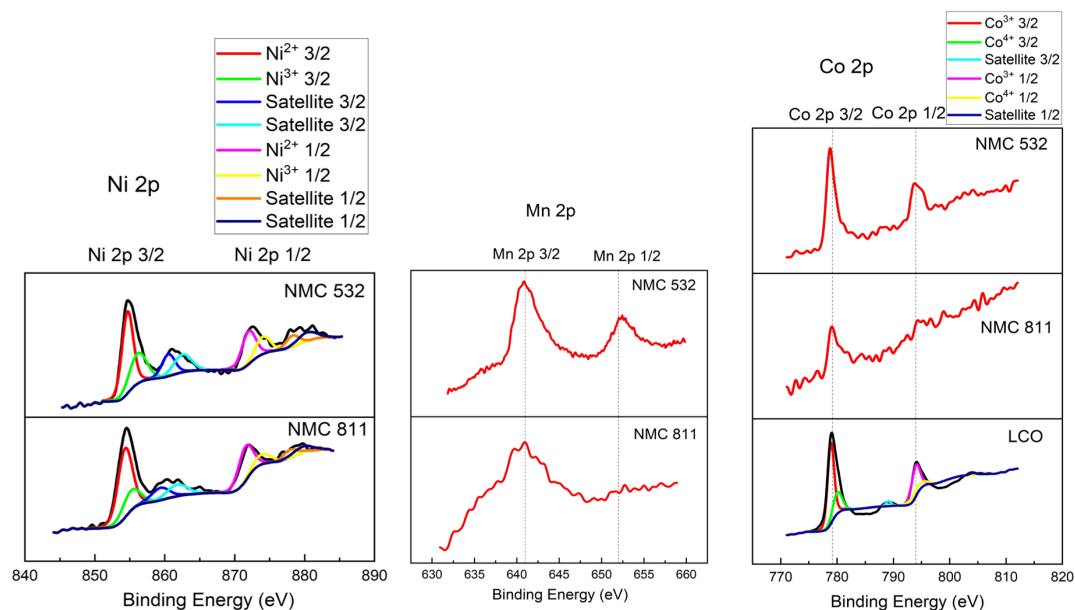 Ni 2p
Ni²⁺ 3/2
Ni³⁺ 3/2
Satellite 3/2
Satellite 3/2
Ni²⁺ 1/2
Ni³⁺ 1/2
Satellite 1/2
Satellite 1/2
Ni 2p 3/2
Ni 2p 1/2
NMC 532
NMC 811
840 850 860 870 880 890
Binding Energy (eV)
Mn 2p
Mn 2p 3/2
Mn 2p 1/2
NMC 532
NMC 811
630 635 640 645 650 655 660
Binding Energy (eV)
Co 2p
Co³⁺ 3/2
Co⁴⁺ 3/2
Satellite 3/2
Co³⁺ 1/2
Co⁴⁺ 1/2
Satellite 1/2
Co 2p 3/2
Co 2p 1/2
NMC 532
NMC 811
LCO
770 780 790 800 810 820
Binding Energy (eV)